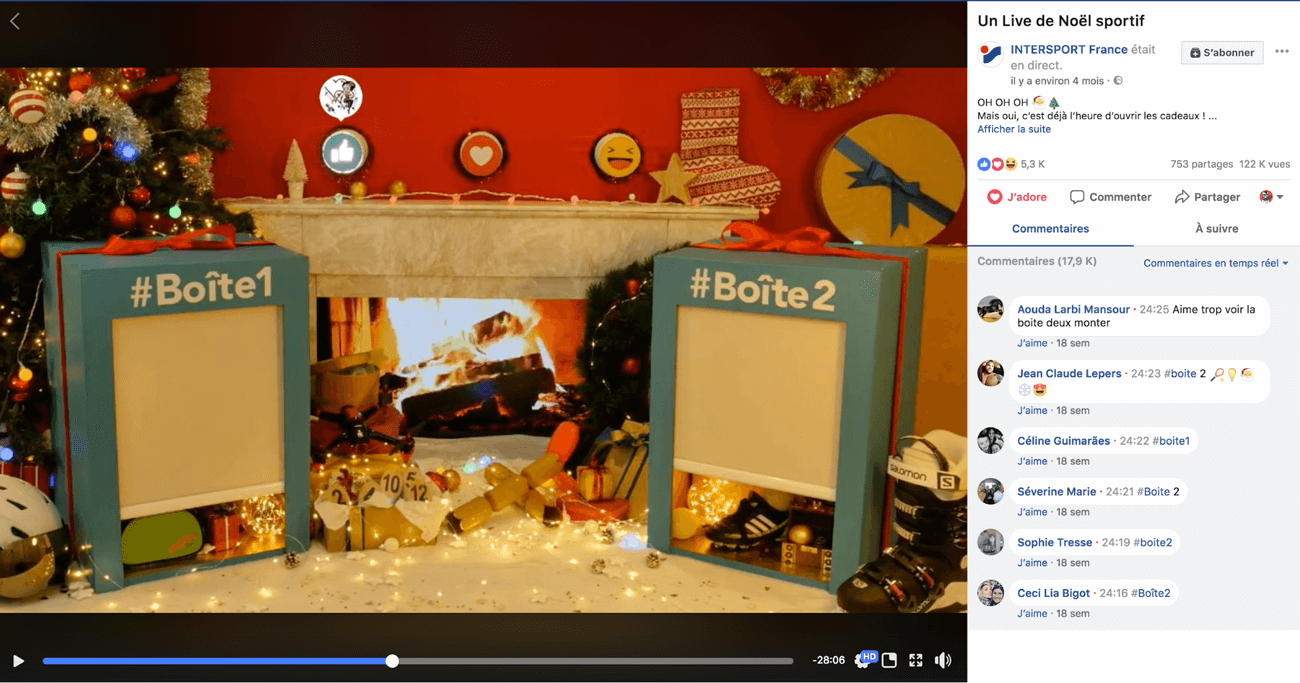 Un Live de Noël sportif
INTERSPORT France était
en direct.
S'abonner
il y a environ 4 mois ·
OH OH OH 🎅🎄
Mais oui, c'est déjà l'heure d'ouvrir les cadeaux ! ...
Afficher la suite
5,3 K
753 partages 122 K vues
J'adore
Commenter
Partager
Commentaires
À suivre
Commentaires (17,9 K)
Commentaires en temps réel
Aouda Larbi Mansour · 24:25 Aime trop voir la
boite deux monter
J'aime · 18 sem
Jean Claude Lepers · 24:23 #boite 2 🎾💡🎅
❄️😍
J'aime · 18 sem
Céline Guimarães · 24:22 #boite1
J'aime · 18 sem
Séverine Marie · 24:21 #Boite 2
J'aime · 18 sem
Sophie Tresse · 24:19 #boite2
J'aime · 18 sem
Ceci Lia Bigot · 24:16 #Boîte2
J'aime · 18 sem
#Boîte1
#Boîte2
2
10
5
12
salomon
S
-28:06
HD